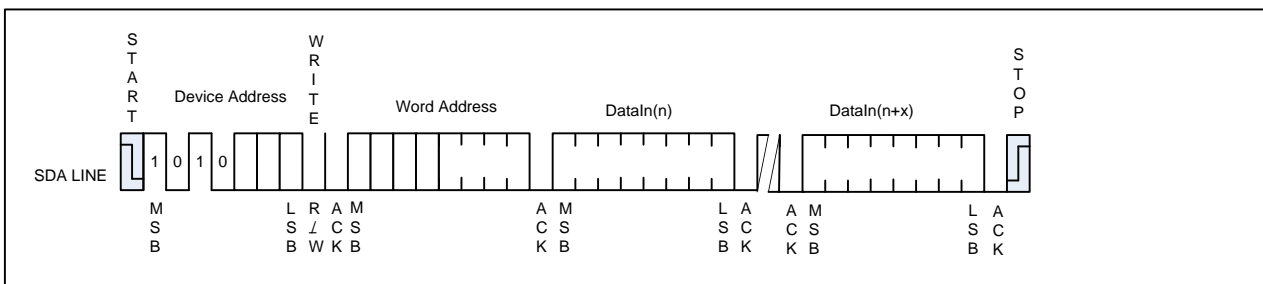 START
WRITE
STOP
Device Address
Word Address
DataIn(n)
DataIn(n+x)
SDA LINE
1 0 1 0
MSB
LSB
R/W
ACK
MSB
ACK
MSB
LSB
ACK
ACK
MSB
LSB
ACK